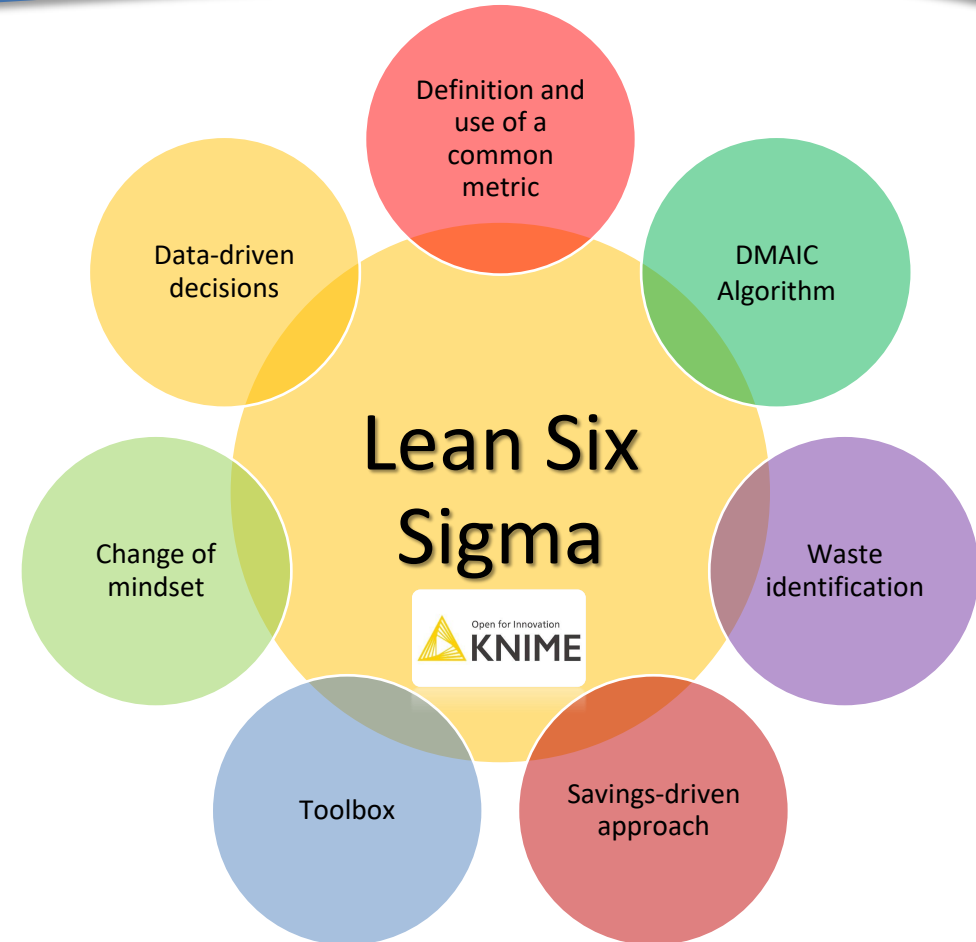 Definition and
use of a
common
metric
DMAIC
Algorithm
Waste
identification
Savings-driven
approach
Toolbox
Change of
mindset
Data-driven
decisions
Lean Six
Sigma
Open for Innovation
KNIME